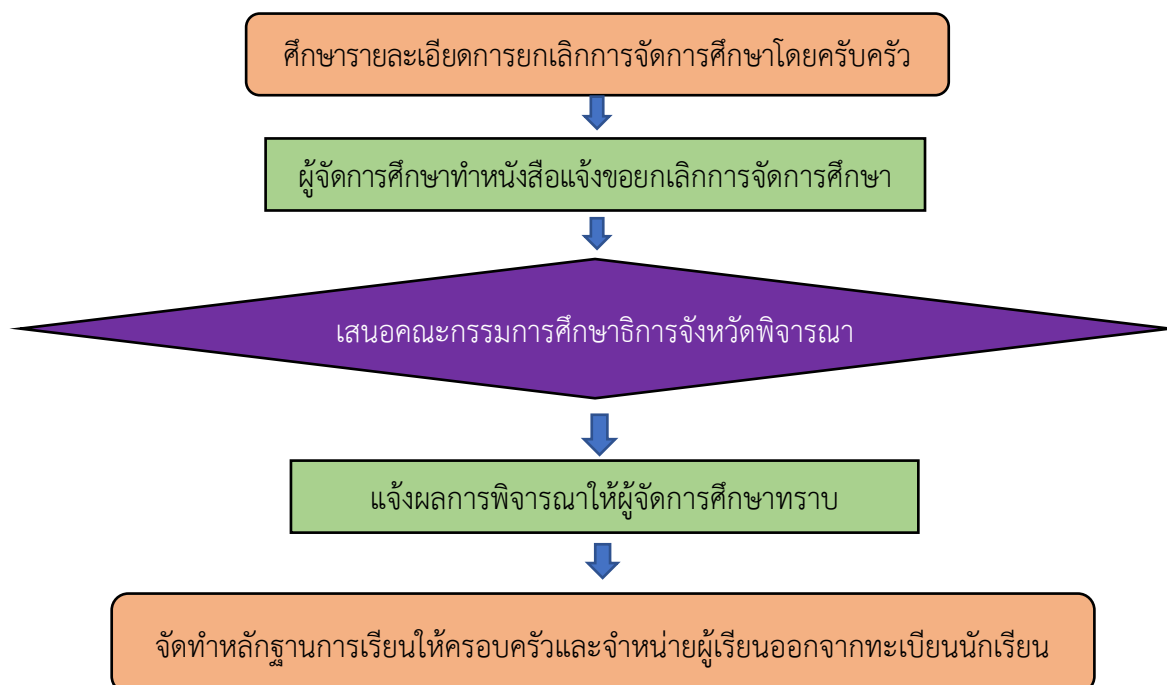 ศึกษารายละเอียดการยกเลิกการจัดการศึกษาโดยครับครัว
ผู้จัดการศึกษาทำหนังสือแจ้งขอยกเลิกการจัดการศึกษา
เสนอคณะกรรมการศึกษาธิการจังหวัดพิจารณา
แจ้งผลการพิจารณาให้ผู้จัดการศึกษาทราบ
จัดทำหลักฐานการเรียนให้ครอบครัวและจำหน่ายผู้เรียนออกจากทะเบียนนักเรียน